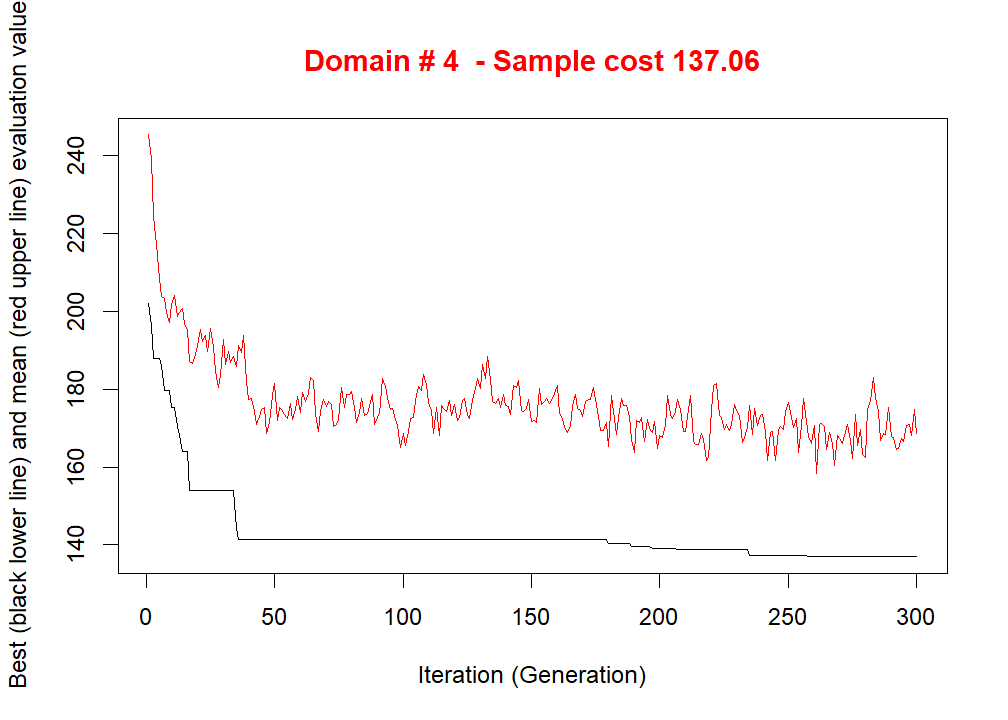 Domain # 4  - Sample cost 137.06
Best (black lower line) and mean (red upper line) evaluation value
240
220
200
180
160
140
0 50 100 150 200 250 300
Iteration (Generation)